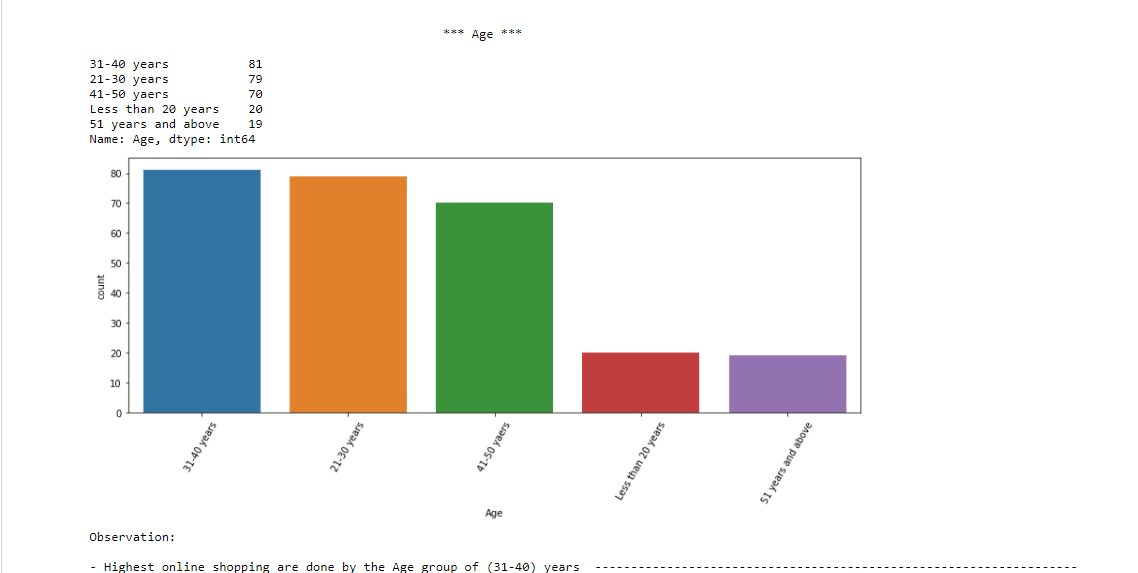 *** Age ***
31-40 years 81
21-30 years 79
41-50 yaers 70
Less than 20 years 20
51 years and above 19
Name: Age, dtype: int64
80
70
60
50
40
30
20
10
0
count
31-40 years
21-30 years
41-50 yaers
Less than 20 years
51 years and above
Age
Observation:
- Highest online shopping are done by the Age group of (31-40) years -------------------------------------------------------------------